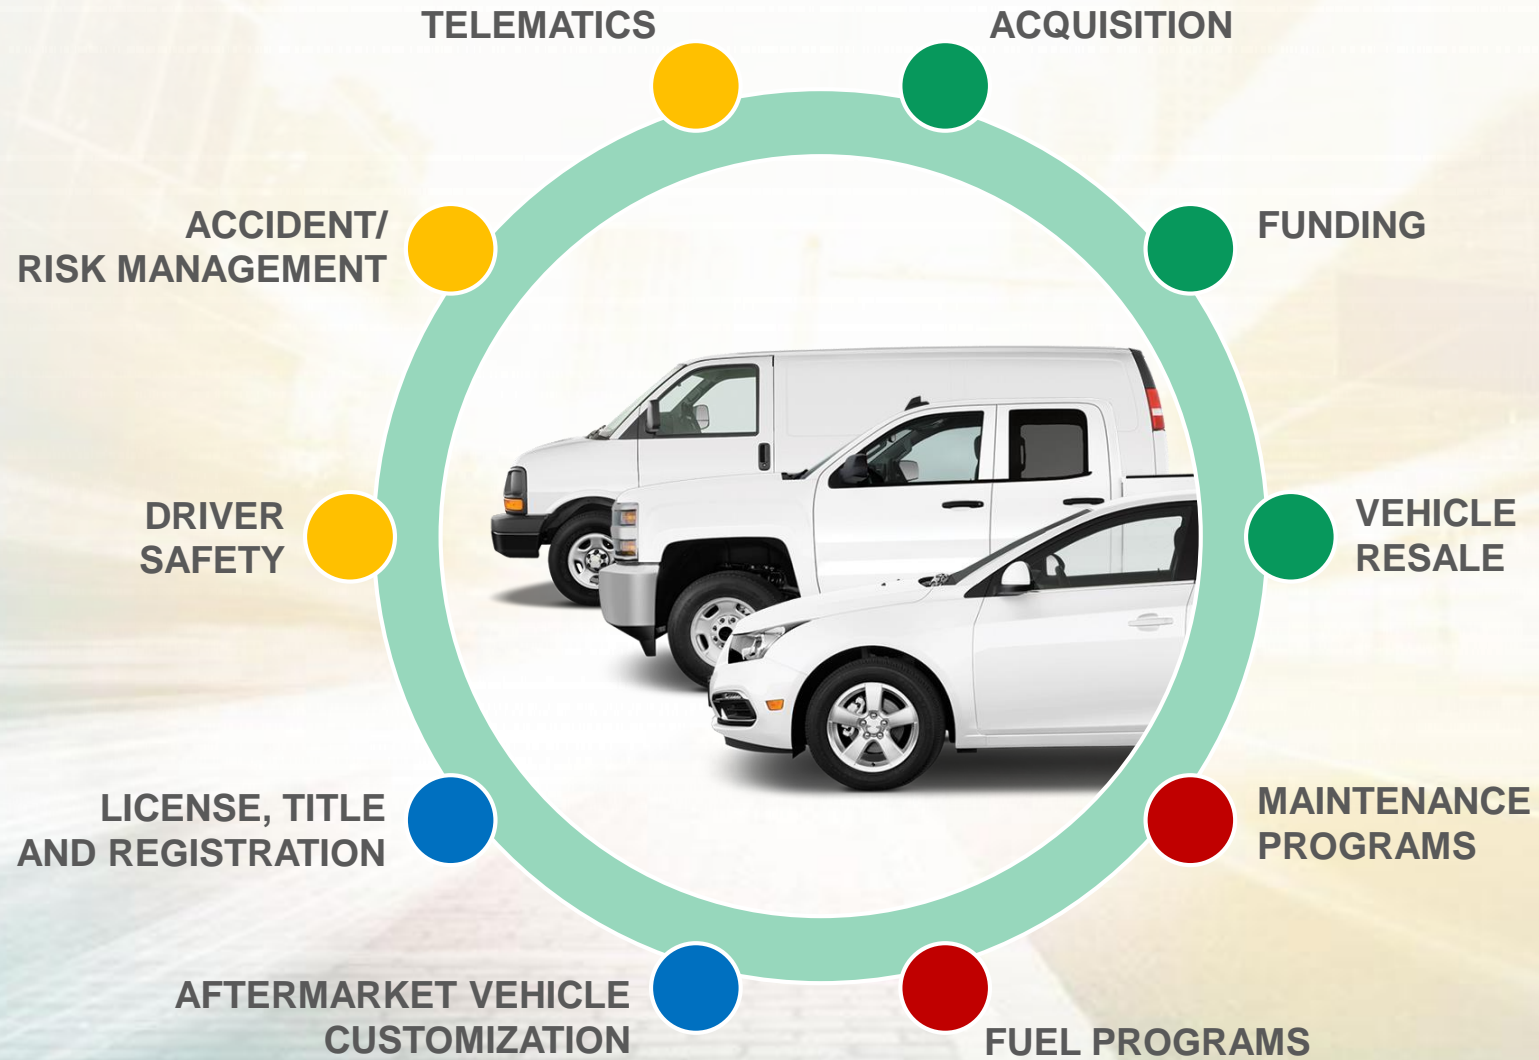 TELEMATICS
ACQUISITION
ACCIDENT/
RISK MANAGEMENT
FUNDING
DRIVER
SAFETY
VEHICLE
RESALE
LICENSE, TITLE
AND REGISTRATION
MAINTENANCE
PROGRAMS
AFTERMARKET VEHICLE
CUSTOMIZATION
FUEL PROGRAMS